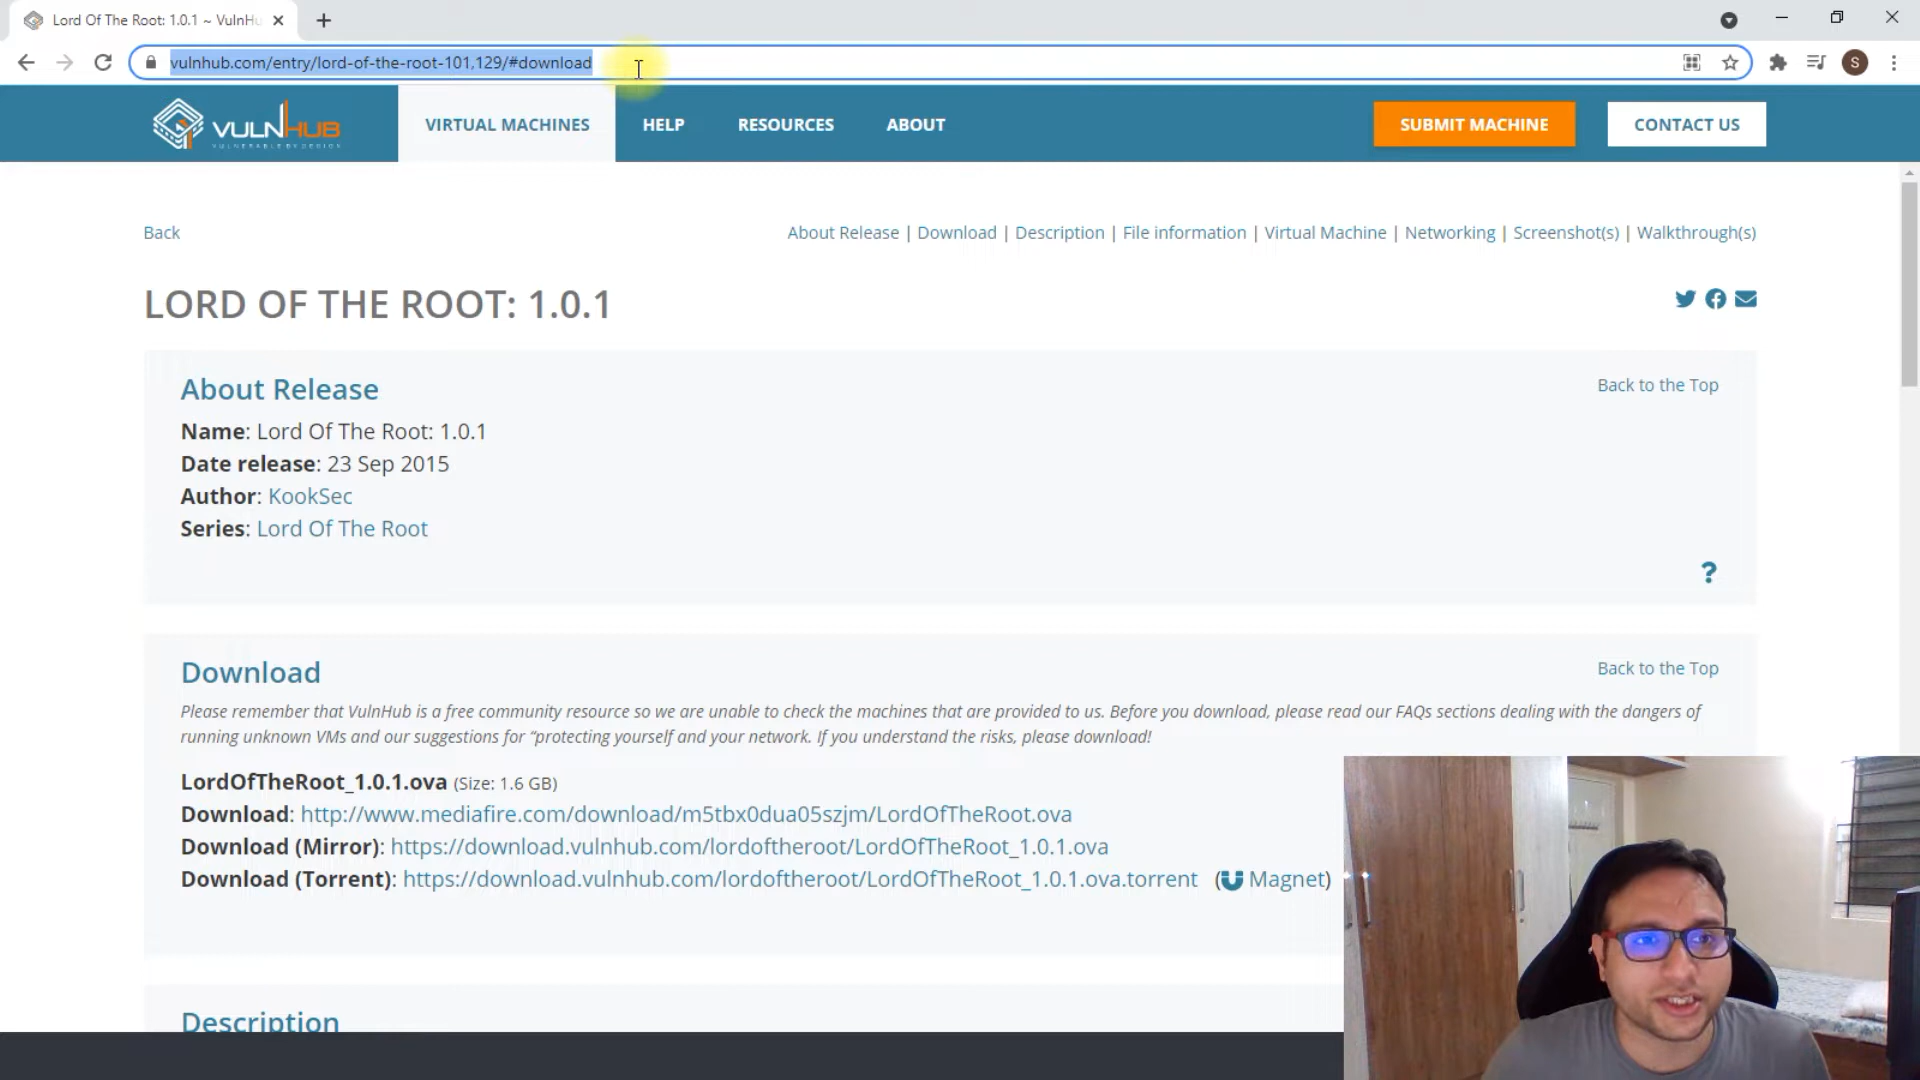 Lord Of The Root: 1.0.1 ~ VulnHu
vulnhub.com/entry/lord-of-the-root-101,129/#download
S
VULNHUB
VULNERABLE BY DESIGN
VIRTUAL MACHINES
HELP
RESOURCES
ABOUT
SUBMIT MACHINE
CONTACT US
Back
About Release | Download | Description | File information | Virtual Machine | Networking | Screenshot(s) | Walkthrough(s)
LORD OF THE ROOT: 1.0.1
About Release
Back to the Top
Name: Lord Of The Root: 1.0.1
Date release: 23 Sep 2015
Author: KookSec
Series: Lord Of The Root
?
Download
Back to the Top
Please remember that VulnHub is a free community resource so we are unable to check the machines that are provided to us. Before you download, please read our FAQs sections dealing with the dangers of
running unknown VMs and our suggestions for “protecting yourself and your network. If you understand the risks, please download!
LordOfTheRoot_1.0.1.ova (Size: 1.6 GB)
Download: http://www.mediafire.com/download/m5tbx0dua05szjm/LordOfTheRoot.ova
Download (Mirror): https://download.vulnhub.com/lordoftheroot/LordOfTheRoot_1.0.1.ova
Download (Torrent): https://download.vulnhub.com/lordoftheroot/LordOfTheRoot_1.0.1.ova.torrent (Magnet)
Description